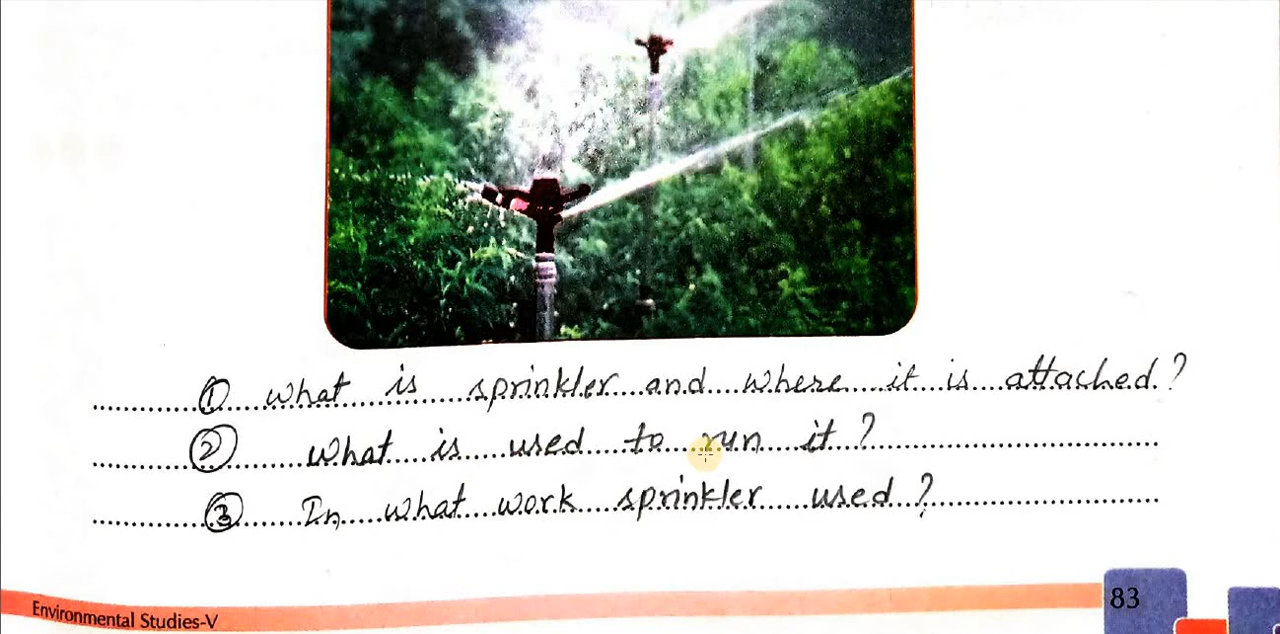 ① what is sprinkler and where it is attached?
② what is used to run it?
③ In what work sprinkler used?
Environmental Studies-V
83